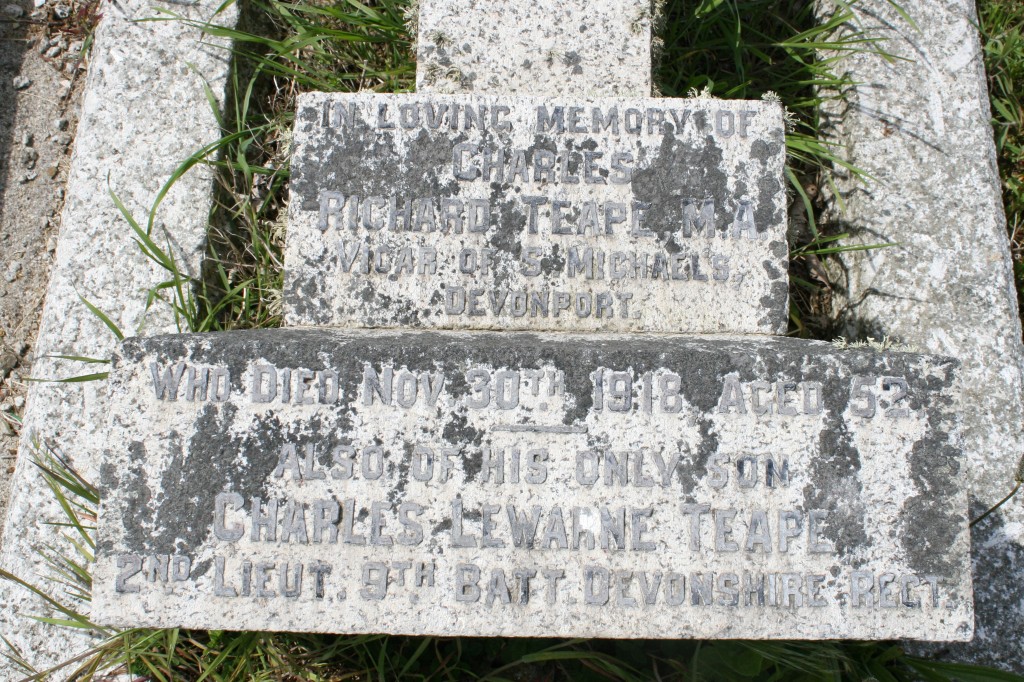 IN LOVING MEMORY OF
CHARLES
RICHARD TEAPE M.A.
VICAR OF S. MICHAEL'S,
DEVONPORT.
WHO DIED NOV 30TH 1918 AGED 52.
ALSO OF HIS ONLY SON
CHARLES LEWARNE TEAPE
2ND LIEUT. 9TH BATT. DEVONSHIRE REGT.